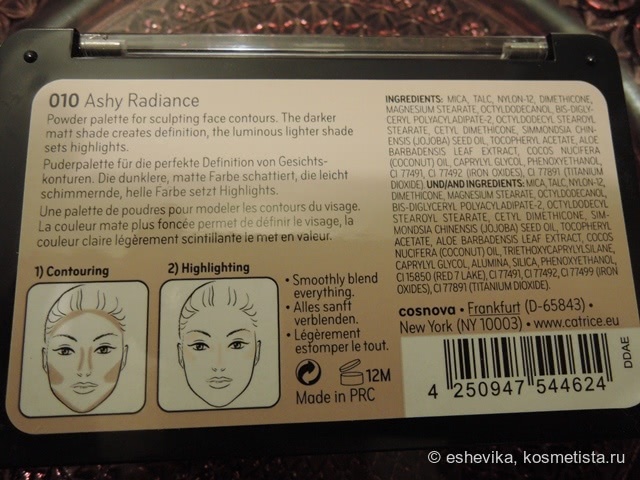 010 Ashy Radiance
Powder palette for sculpting face contours. The darker
matt shade creates definition, the luminous lighter shade
sets highlights.
Puderpalette für die perfekte Definition von Gesichts-
konturen. Die dunklere, matte Farbe schattiert, die leicht
schimmernde, helle Farbe setzt Highlights.
Une palette de poudres pour modeler les contours du visage.
La couleur mate plus foncée permet de définir le visage, la
couleur claire légèrement scintillante le met en valeur.
1) Contouring
2) Highlighting
• Smoothly blend
everything.
• Alles sanft
verblenden.
• Légèrement
estomper le tout.
12M
Made in PRC
INGREDIENTS: MICA, TALC, NYLON-12, DIMETHICONE,
MAGNESIUM STEARATE, OCTYLDODECANOL, BIS-DIGLY-
CERYL POLYACYLADIPATE-2, OCTYLDODECYL STEAROYL
STEARATE, CETYL DIMETHICONE, SIMMONDSIA CHIN-
ENSIS (JOJOBA) SEED OIL, TOCOPHERYL ACETATE, ALOE
BARBADENSIS LEAF EXTRACT, COCOS NUCIFERA
(COCONUT) OIL, CAPRYLYL GLYCOL, PHENOXYETHANOL,
CI 77491, CI 77492 (IRON OXIDES), CI 77891 (TITANIUM
DIOXIDE). UND/AND INGREDIENTS: MICA, TALC, NYLON-12,
DIMETHICONE, MAGNESIUM STEARATE, OCTYLDODECANOL,
BIS-DIGLYCERYL POLYACYLADIPATE-2, OCTYLDODECYL
STEAROYL STEARATE, CETYL DIMETHICONE, SIM-
MONDSIA CHINENSIS (JOJOBA) SEED OIL, TOCOPHERYL
ACETATE, ALOE BARBADENSIS LEAF EXTRACT, COCOS
NUCIFERA (COCONUT) OIL, TRIETHOXYCAPRYLYLSILANE,
CAPRYLYL GLYCOL, ALUMINA, SILICA, PHENOXYETHANOL,
CI 15850 (RED 7 LAKE), CI 77491, CI 77492, CI 77499 (IRON
OXIDES), CI 77891 (TITANIUM DIOXIDE).
cosnova • Frankfurt (D-65843) •
New York (NY 10003) • www.catrice.eu
DDAE
4 250947 544624
© eshevika, kosmetista.ru